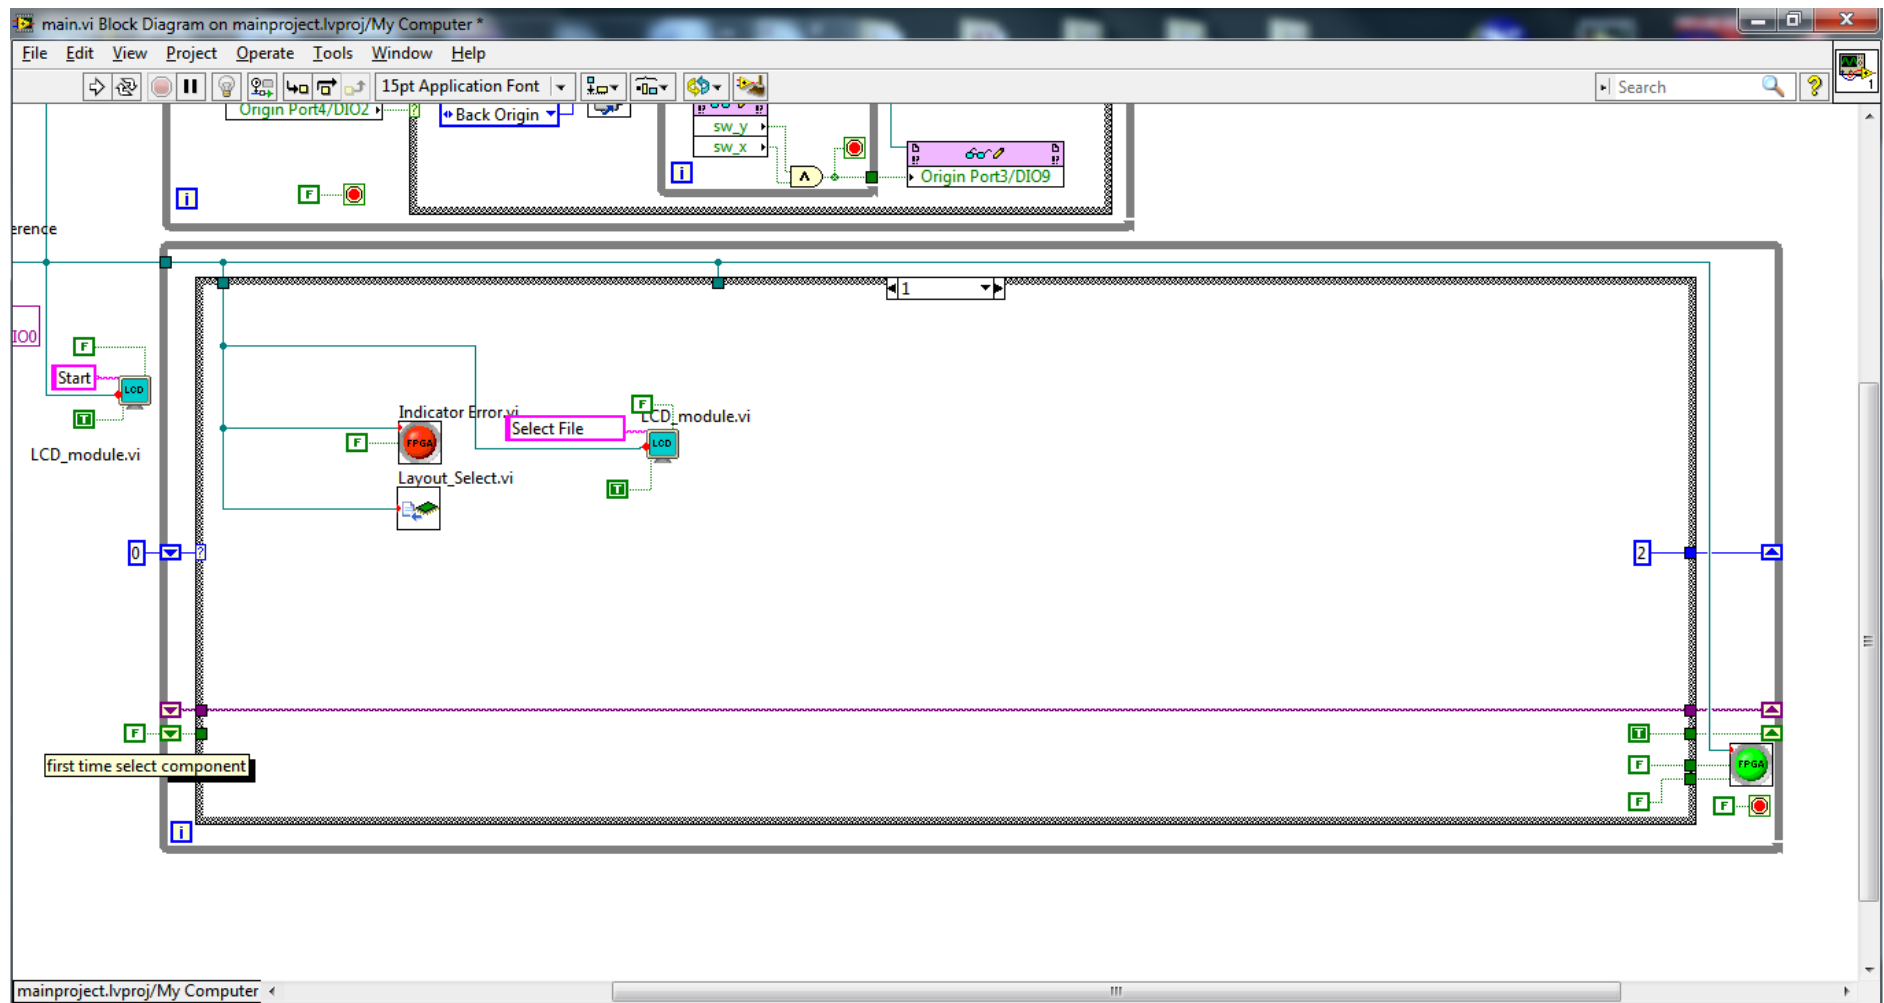 main.vi Block Diagram on mainproject.lvproj/My Computer *
File Edit View Project Operate Tools Window Help
15pt Application Font
Search
1
Origin Port4/DIO2
Back Origin
sw_y
sw_x
i
Origin Port3/DIO9
i
F
erence
1
IO0
F
Start
LCD
T
LCD_module.vi
Indicator Error.vi
F
FPGA
Select File
F
LCD_module.vi
LCD
Layout_Select.vi
T
0
?
2
F
T
first time select component
F
FPGA
F
F
i
mainproject.lvproj/My Computer